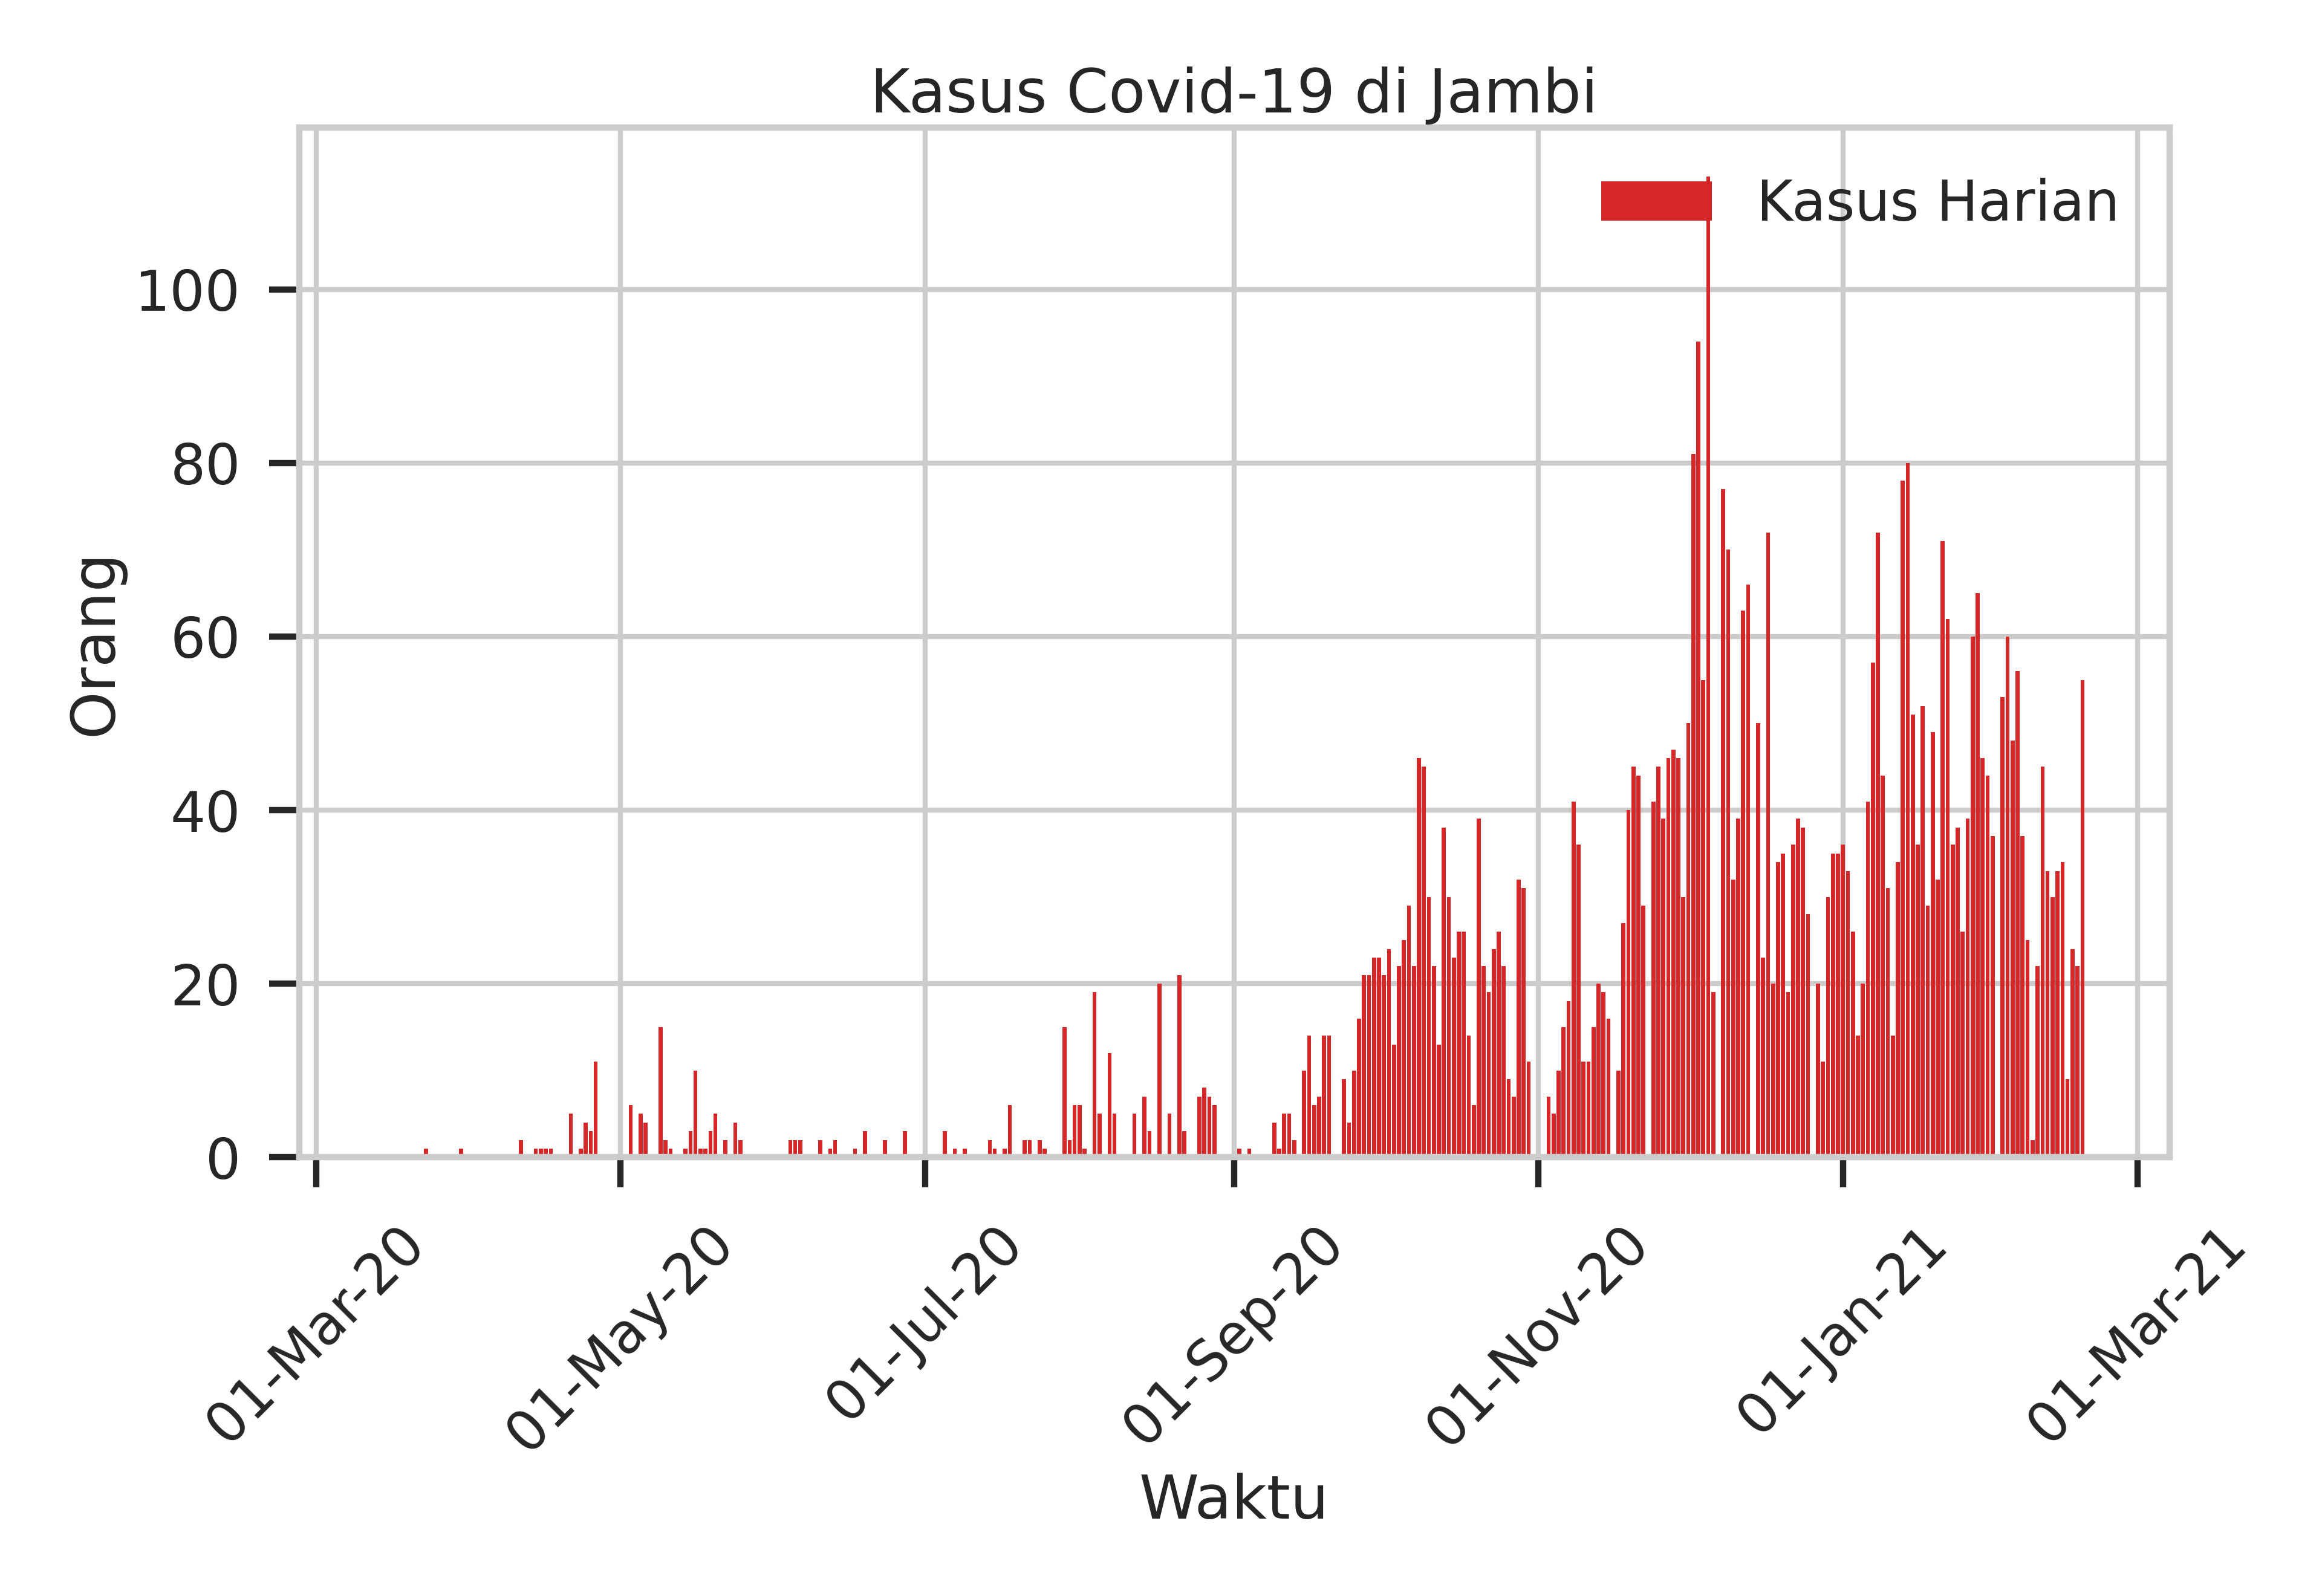 Kasus Covid-19 di Jambi
Kasus Harian
100
80
60
40
20
0
Orang
01-Mar-20
01-May-20
01-Jul-20
01-Sep-20
01-Nov-20
01-Jan-21
01-Mar-21
Waktu